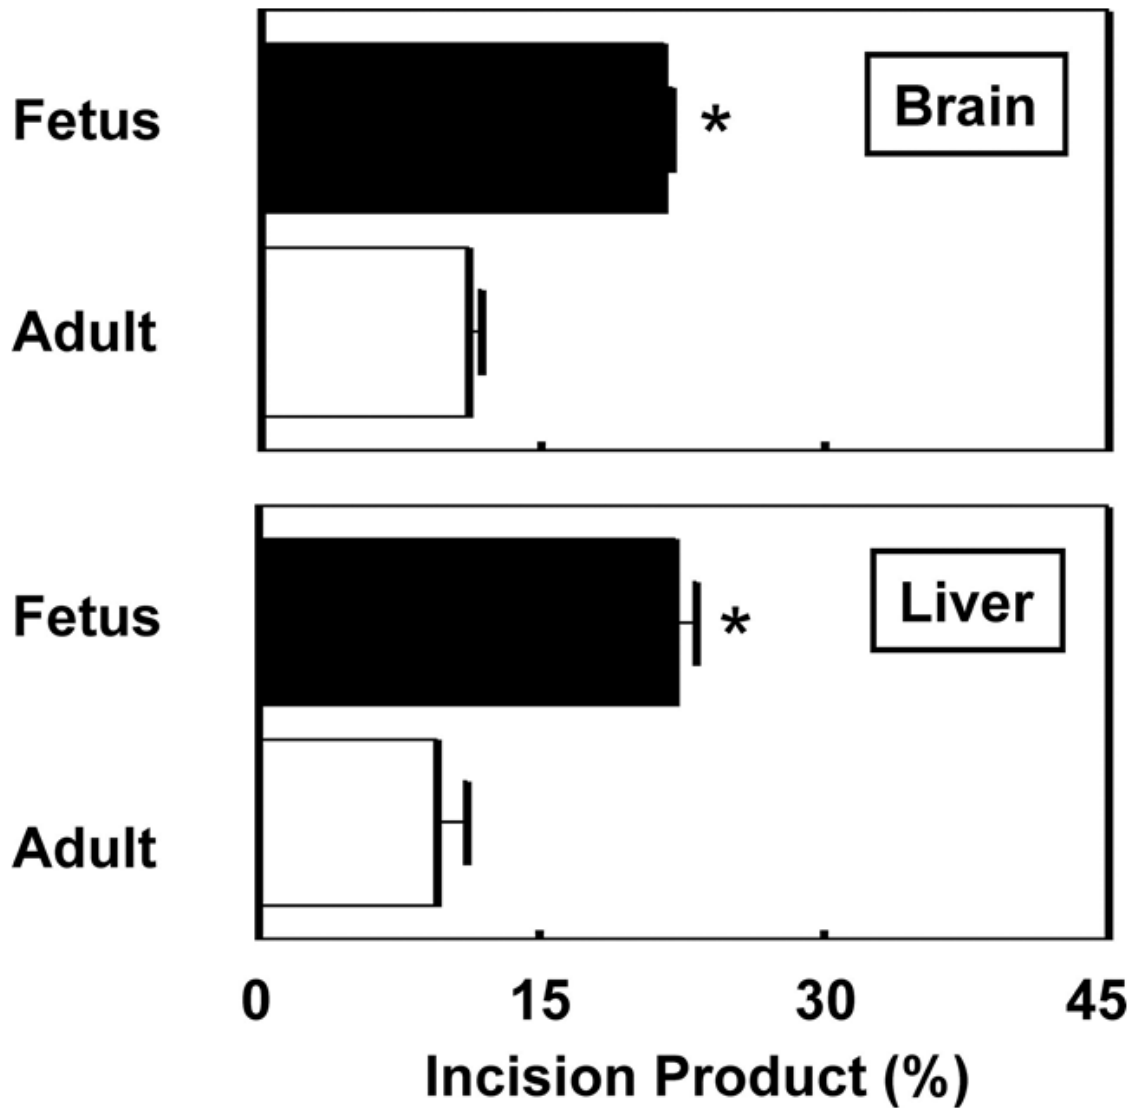 Brain
Fetus *
Adult
Liver
Fetus *
Adult
0 15 30 45
Incision Product (%)